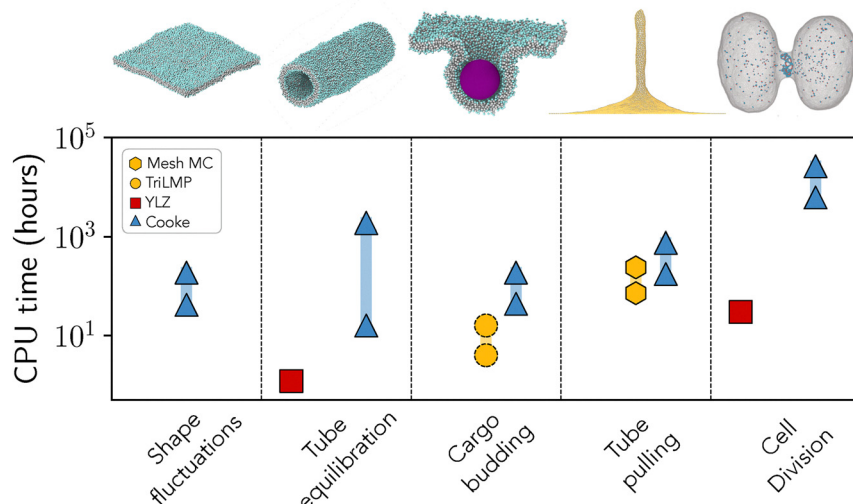 CPU time (hours)
10^5
10^3
10^1
Mesh MC
TriLMP
YLZ
Cooke
Shape
fluctuations
Tube
equilibration
Cargo
budding
Tube
pulling
Cell
Division